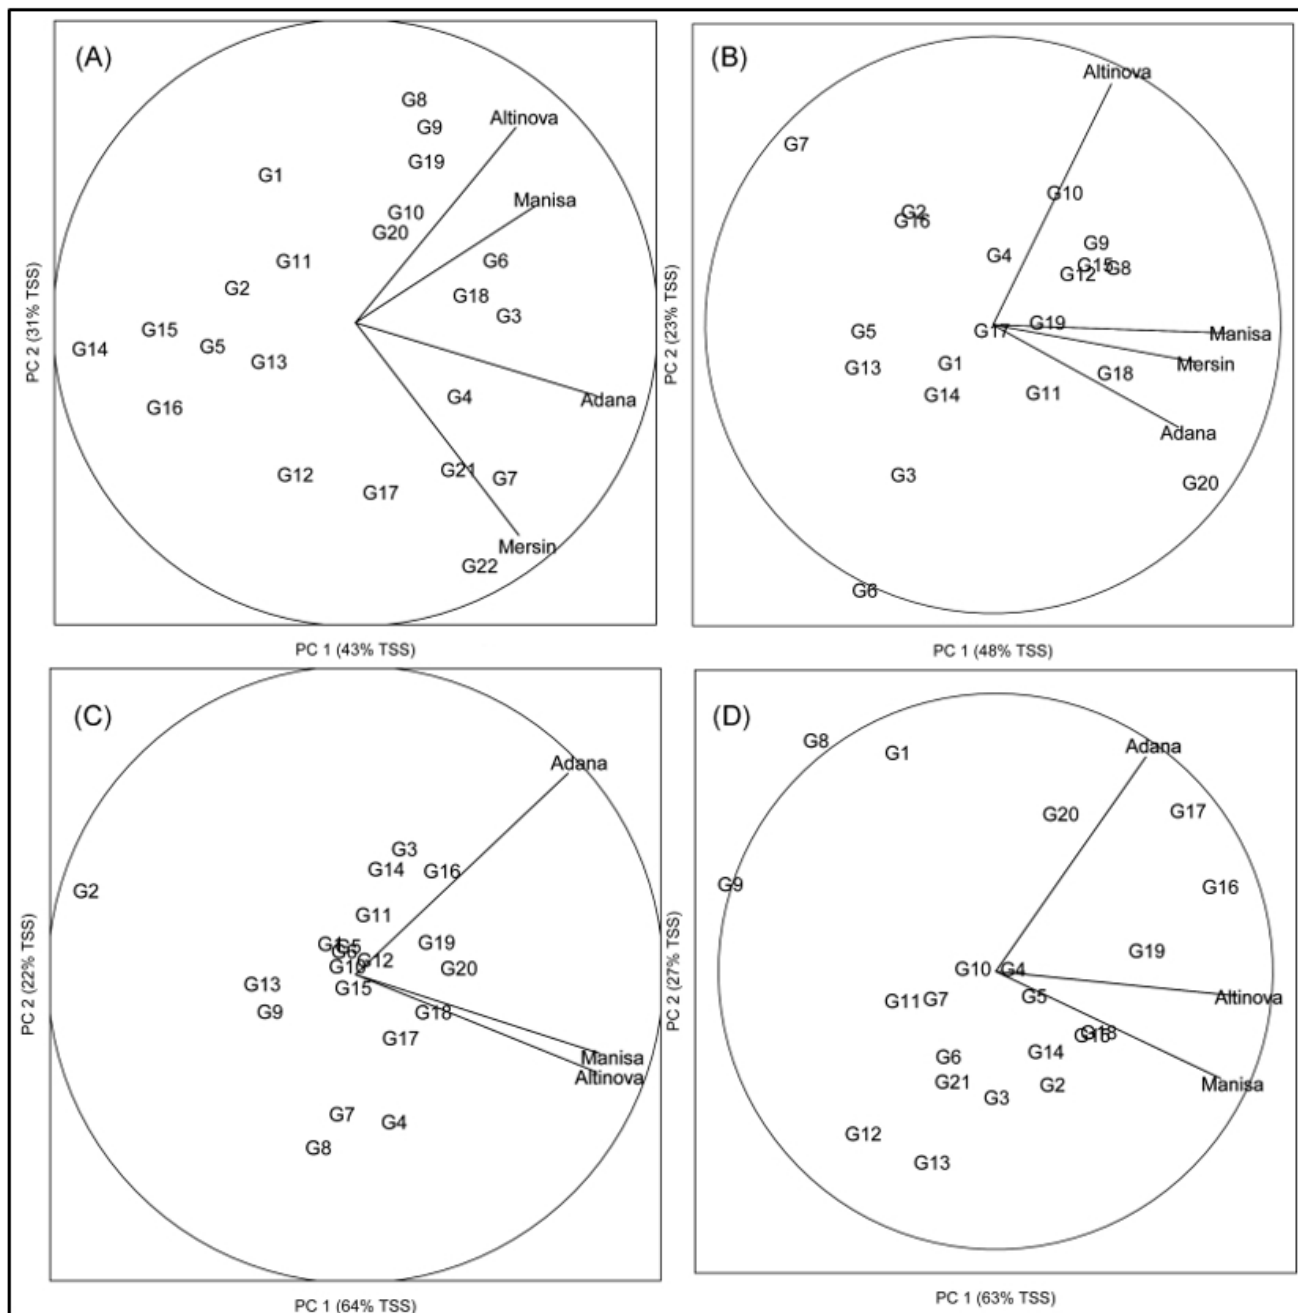 (A)
G8
Altinova
G9
G19
G1
Manisa
G10
G20
G11
G6
G2
G18
G3
G15
G14
G5
G13
G4
Adana
G16
G21
G12
G7
G17
Mersin
G22
PC 2 (31% TSS)
PC 1 (43% TSS)
(B)
Altinova
G7
G10
G2
G16
G9
G4
G15
G8
G12
G19
G17
G5
Manisa
G1
Mersin
G13
G18
G14
G11
Adana
G3
G20
G6
PC 2 (23% TSS)
PC 1 (48% TSS)
(C)
Adana
G3
G14
G16
G2
G11
G1
G5
G19
G6
G12
G10
G20
G13
G15
G9
G18
G17
Manisa
Altinova
G7
G4
G8
PC 2 (22% TSS)
PC 1 (64% TSS)
(D)
G8
Adana
G1
G20
G17
G9
G16
G19
G10
G4
G5
Altinova
G11
G7
G18
G14
G6
G21
G2
Manisa
G3
G12
G13
PC 2 (27% TSS)
PC 1 (63% TSS)